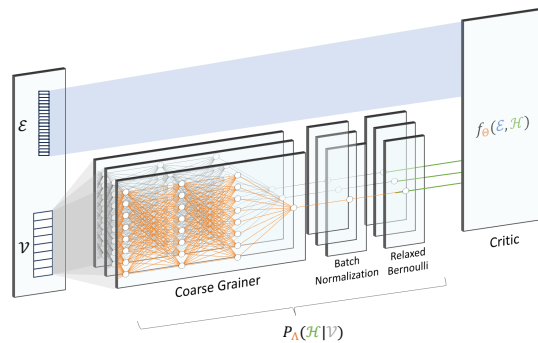 ℰ
f_Θ(ℰ, ℋ)
𝒱
Critic
Coarse Grainer
Batch
Normalization
Relaxed
Bernoulli
P_Λ(ℋ|𝒱)